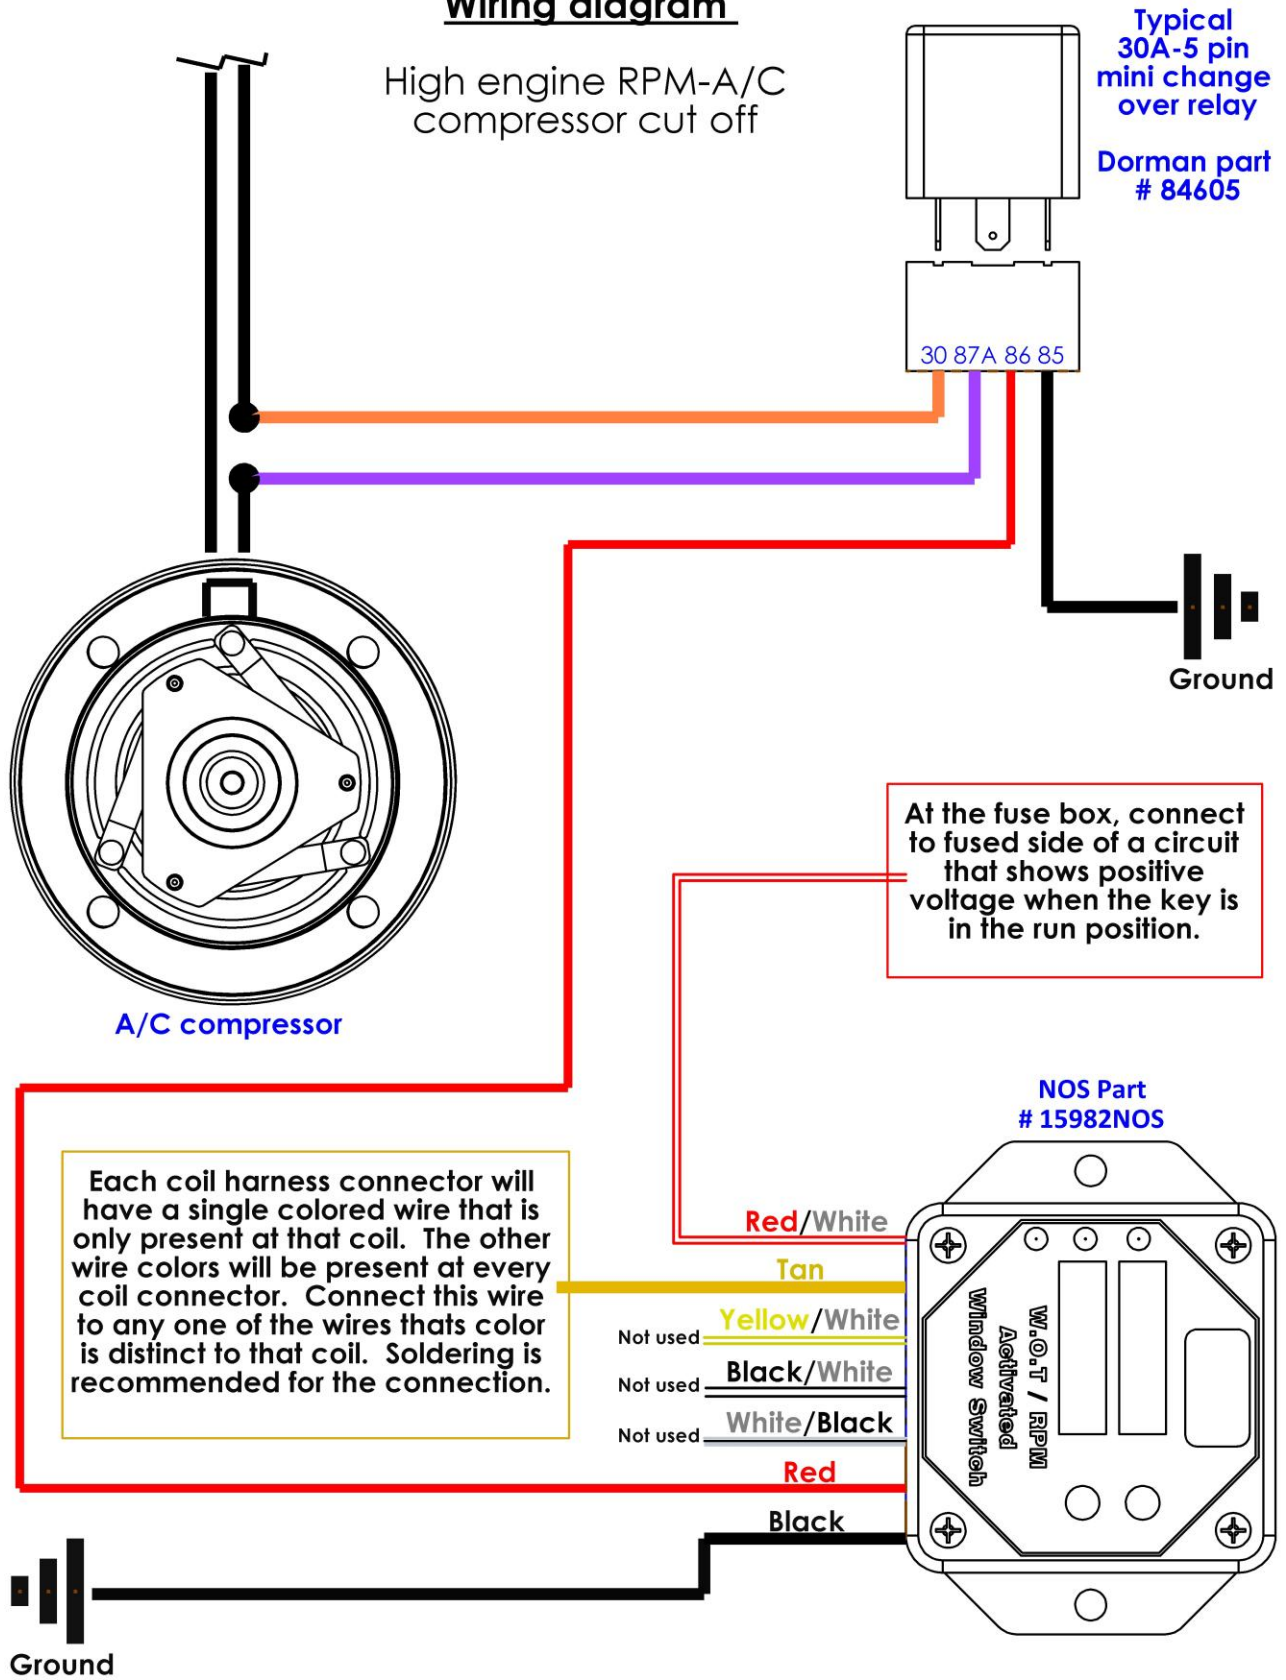 Wiring diagram
High engine RPM-A/C
compressor cut off
Typical
30A-5 pin
mini change
over relay
Dorman part
# 84605
30 87A 86 85
Ground
At the fuse box, connect
to fused side of a circuit
that shows positive
voltage when the key is
in the run position.
A/C compressor
NOS Part
# 15982NOS
Each coil harness connector will
have a single colored wire that is
only present at that coil. The other
wire colors will be present at every
coil connector. Connect this wire
to any one of the wires thats color
is distinct to that coil. Soldering is
recommended for the connection.
Red/White
Tan
Yellow/White
Not used
Black/White
Not used
White/Black
Not used
Red
Black
W.O.T / RPM
Activated
Window Switch
Ground